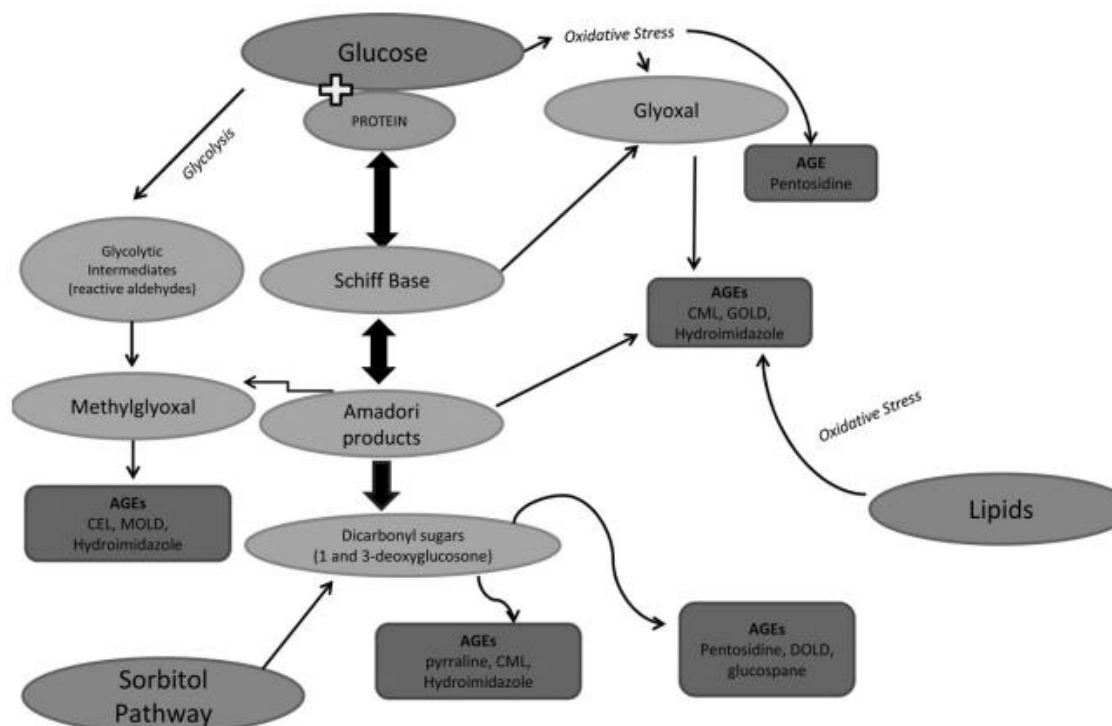 Glucose
Oxidative Stress
PROTEIN
Glyoxal
AGE
Pentosidine
Glycolysis
Glycolytic
Intermediates
(reactive aldehydes)
Schiff Base
AGEs
CML, GOLD,
Hydroimidazole
Methylglyoxal
Amadori
products
Oxidative Stress
AGEs
CEL, MOLD,
Hydroimidazole
Dicarbonyl sugars
(1 and 3-deoxyglucosone)
Lipids
Sorbitol
Pathway
AGEs
pyrraline, CML,
Hydroimidazole
AGEs
Pentosidine, DOLD,
glucospane